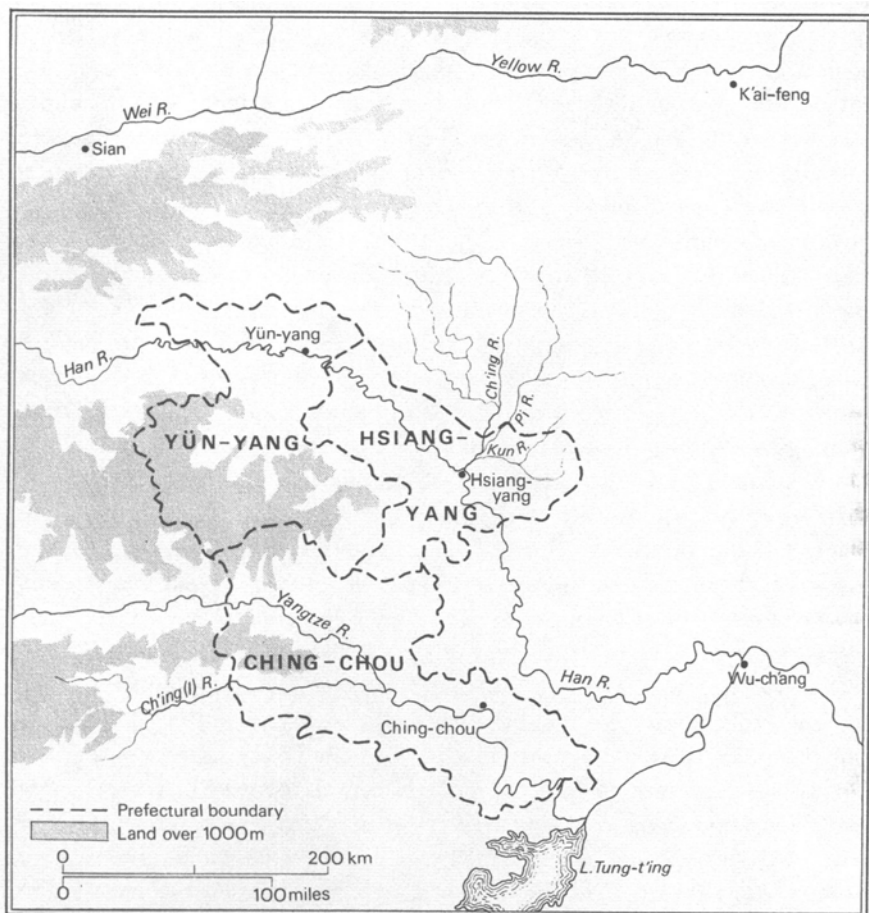 Yellow R.
K'ai-feng
Wei R.
Sian
Yün-yang
Han R.
Ch'ing R.
Pi R.
YÜN-YANG
HSIANG-
Kun R.
Hsiang-
yang
YANG
Yangtze R.
CHING-CHOU
Ch'ing (I) R.
Han R.
Wu-ch'ang
Ching-chou
Prefectural boundary
Land over 1000m
0 200 km
0 100 miles
L.Tung-t'ing